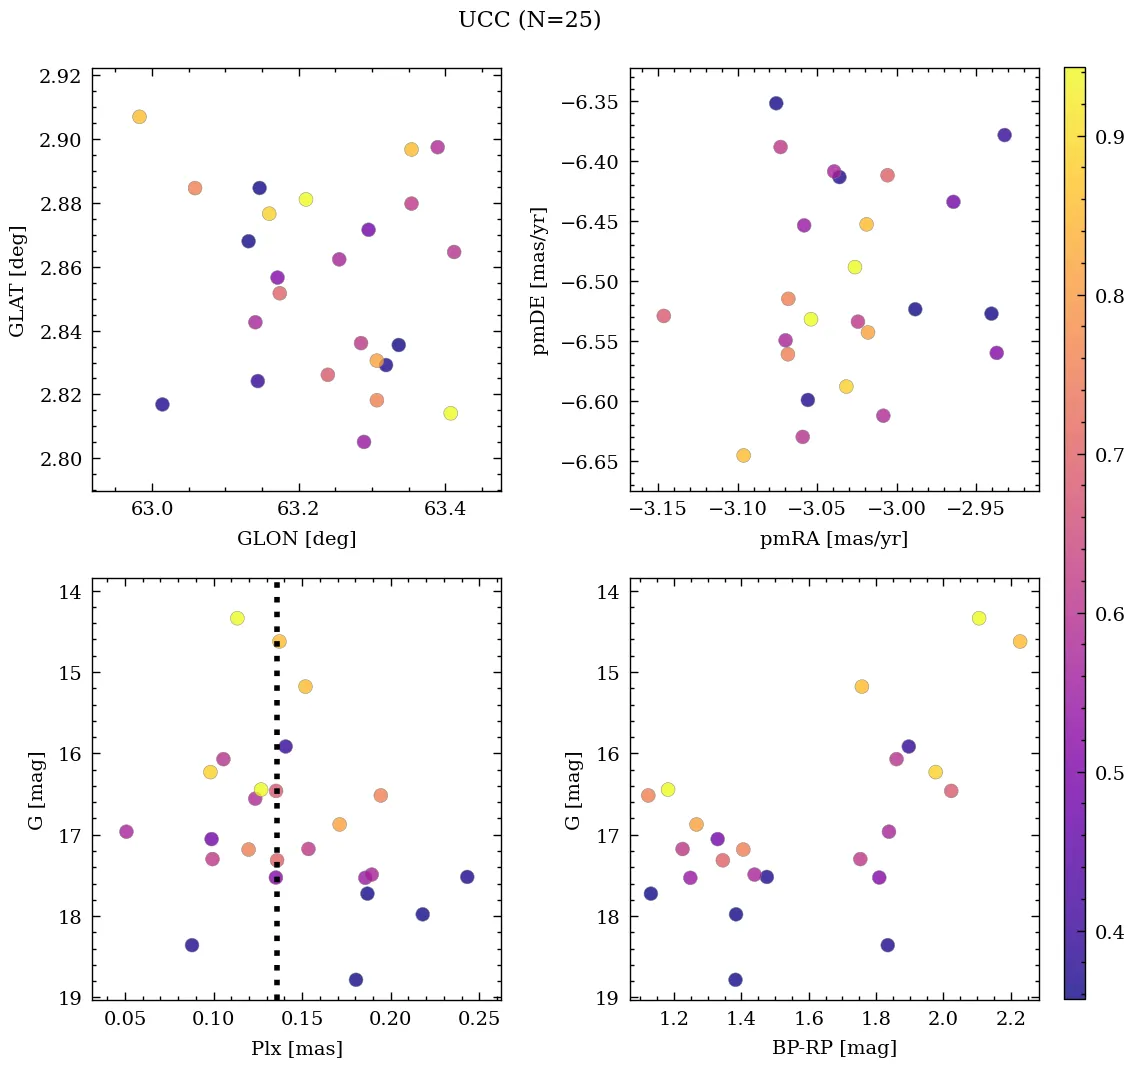 UCC (N=25)
2.92
2.90
2.88
2.86
2.84
2.82
2.80
GLAT [deg]
63.0 63.2 63.4
GLON [deg]
−6.35
−6.40
−6.45
−6.50
−6.55
−6.60
−6.65
pmDE [mas/yr]
−3.15 −3.10 −3.05 −3.00 −2.95
pmRA [mas/yr]
14
15
16
17
18
19
G [mag]
0.05 0.10 0.15 0.20 0.25
Plx [mas]
14
15
16
17
18
19
G [mag]
1.2 1.4 1.6 1.8 2.0 2.2
BP-RP [mag]
0.9
0.8
0.7
0.6
0.5
0.4